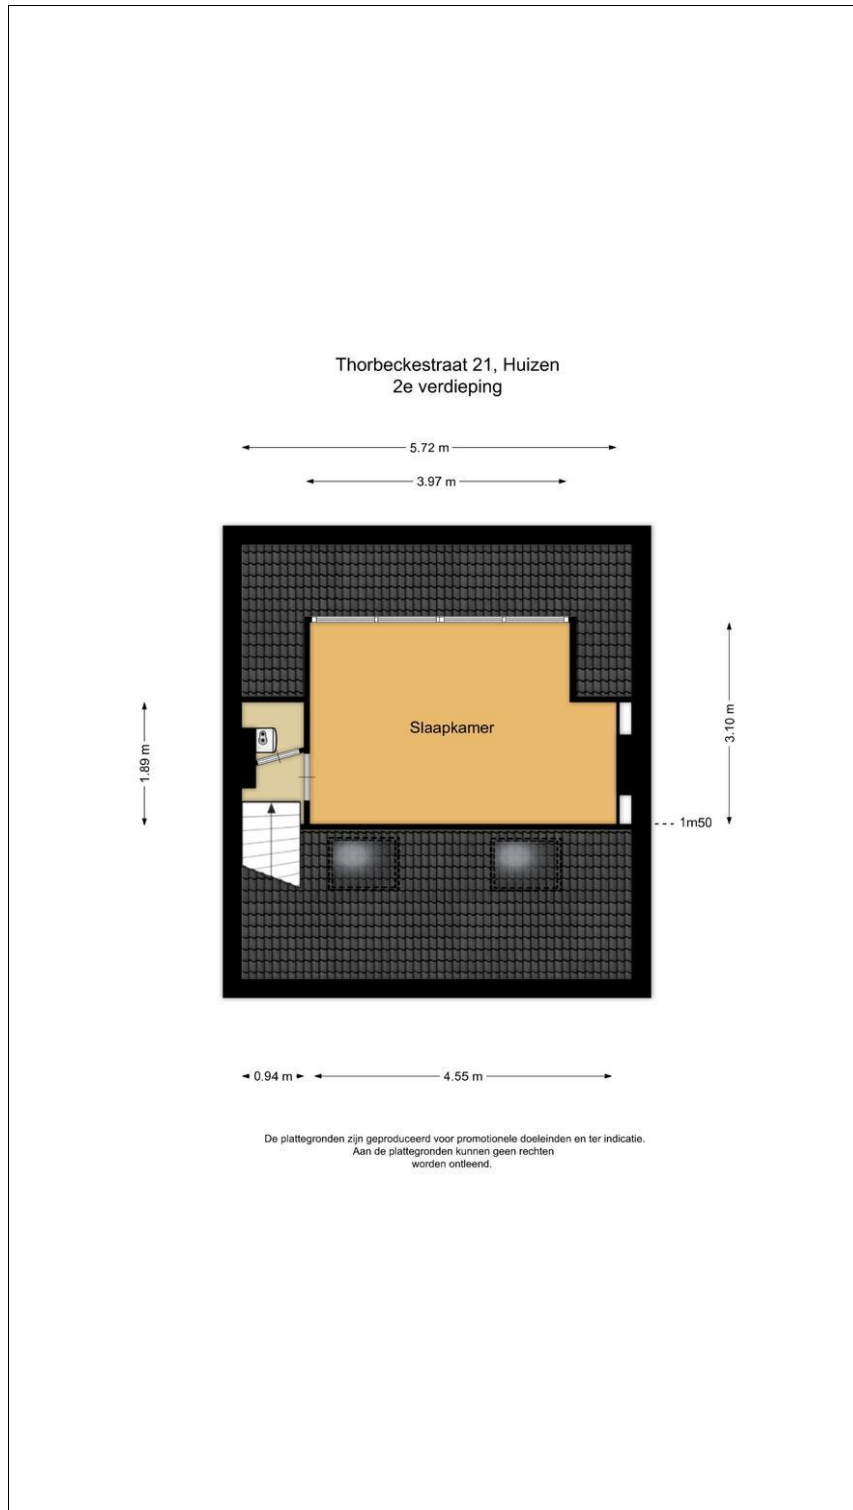 Thorbeckestraat 21, Huizen
2e verdieping
5.72 m
3.97 m
Slaapkamer
1.89 m
3.10 m
1m50
0.94 m
4.55 m
De plattegronden zijn geproduceerd voor promotionele doeleinden en ter indicatie.
Aan de plattegronden kunnen geen rechten
worden ontleend.